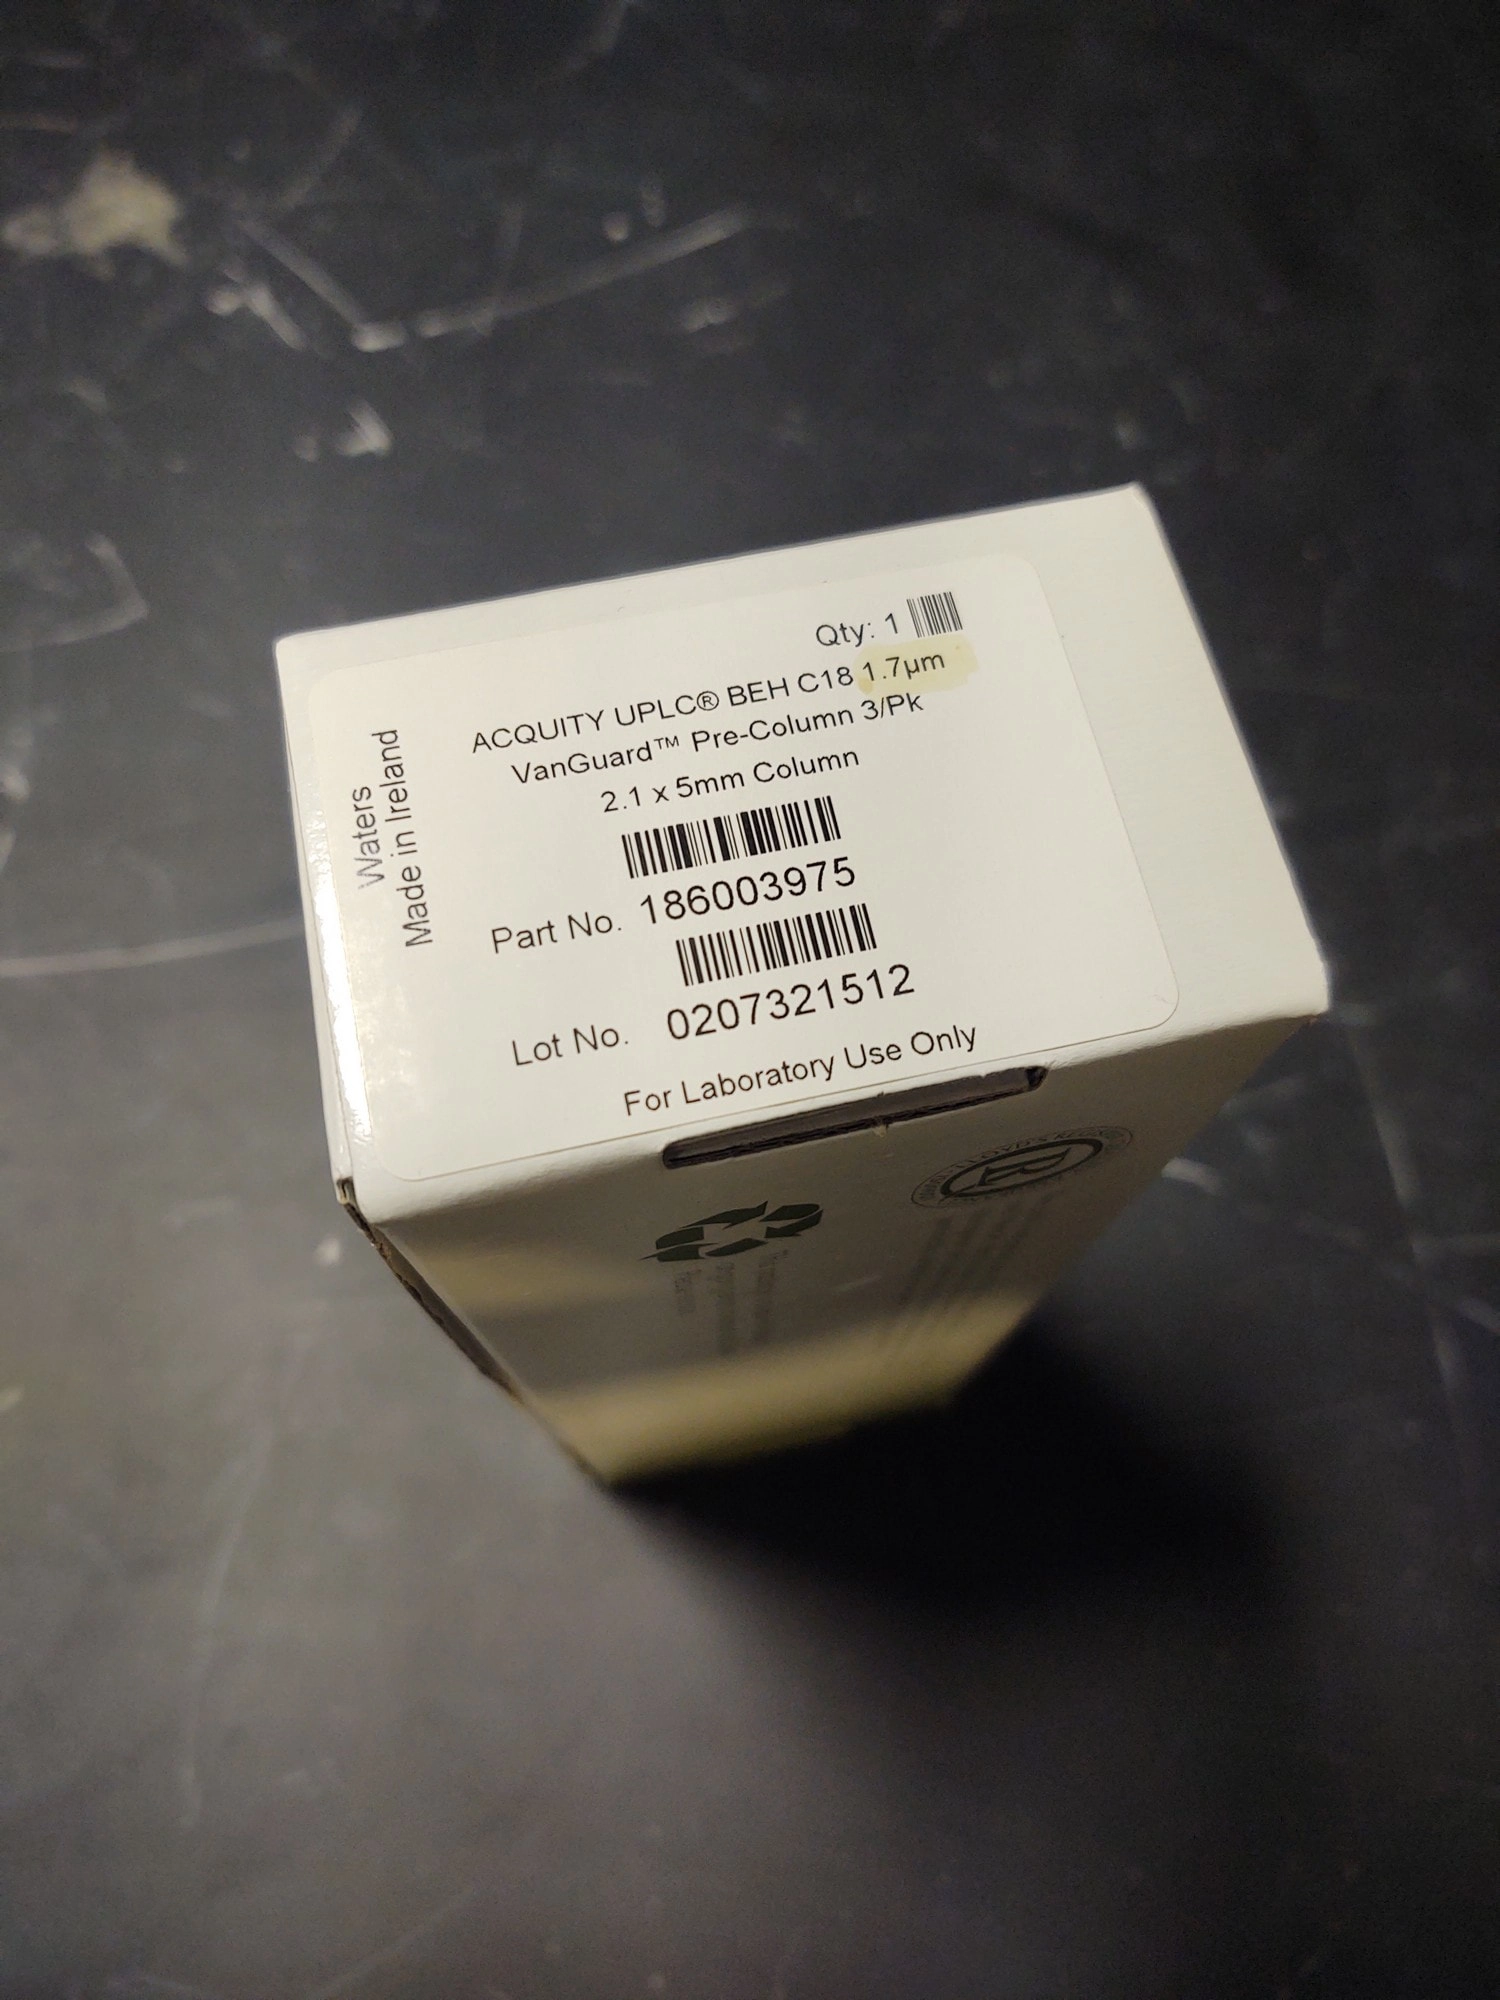 Qty: 1
ACQUITY UPLC® BEH C18 1.7µm
VanGuard™ Pre-Column 3/Pk
2.1 x 5mm Column
Waters
Made in Ireland
Part No. 186003975
Lot No. 0207321512
For Laboratory Use Only